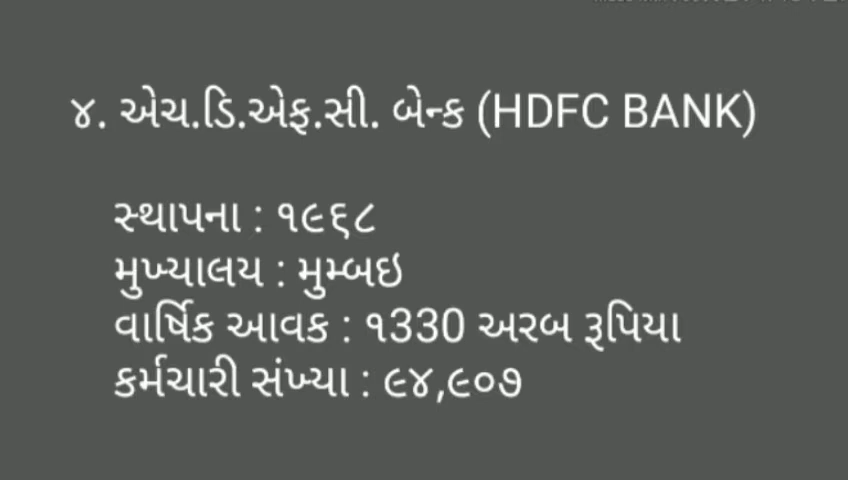 ૪. એચ.ડિ.એફ.સી. બેન્ક (HDFC BANK)
સ્થાપના : ૧૯૬૮
મુખ્યાલય : મુમ્બઇ
વાર્ષિક આવક : ૧330 અરબ રૂપિયા
કર્મચારી સંખ્યા : ૯૪,૯૦૭